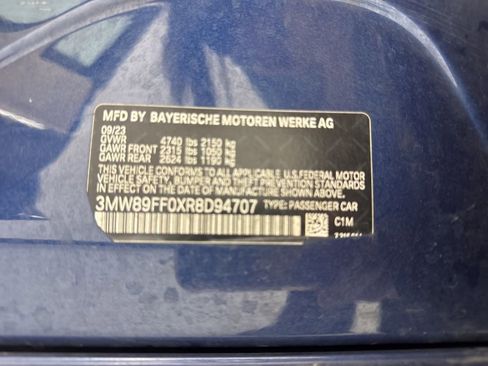 MFD BY BAYERISCHE MOTOREN WERKE AG
09/23
GVWR 4740 lbs 2150 kg
GAWR FRONT 2315 lbs 1050 kg
GAWR REAR 2624 lbs 1190 kg
THIS VEHICLE CONFORMS TO ALL APPLICABLE U.S. FEDERAL MOTOR
VEHICLE SAFETY, BUMPER, AND THEFT PREVENTION STANDARDS
IN EFFECT ON THE DATE OF MANUFACTURE SHOWN ABOVE.
3MW89FF0XR8D94707 TYPE: PASSENGER CAR
C1M